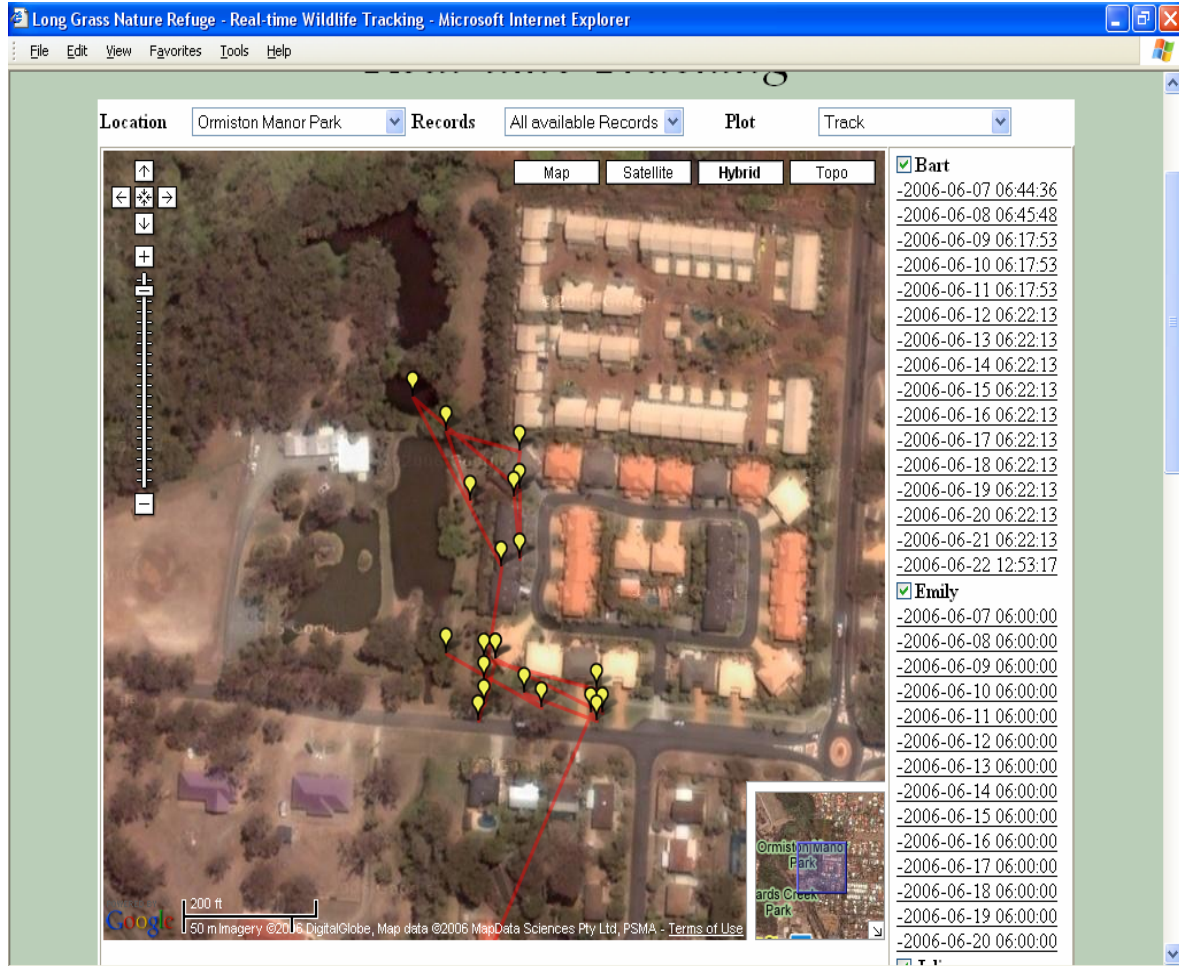 Long Grass Nature Refuge - Real-time Wildlife Tracking - Microsoft Internet Explorer
File Edit View Favorites Tools Help
Location Ormiston Manor Park Records All available Records Plot Track
Map Satellite Hybrid Topo
Bart
-2006-06-07 06:44:36
-2006-06-08 06:45:48
-2006-06-09 06:17:53
-2006-06-10 06:17:53
-2006-06-11 06:17:53
-2006-06-12 06:22:13
-2006-06-13 06:22:13
-2006-06-14 06:22:13
-2006-06-15 06:22:13
-2006-06-16 06:22:13
-2006-06-17 06:22:13
-2006-06-18 06:22:13
-2006-06-19 06:22:13
-2006-06-20 06:22:13
-2006-06-21 06:22:13
-2006-06-22 12:53:17
Emily
-2006-06-07 06:00:00
-2006-06-08 06:00:00
-2006-06-09 06:00:00
-2006-06-10 06:00:00
-2006-06-11 06:00:00
-2006-06-12 06:00:00
-2006-06-13 06:00:00
-2006-06-14 06:00:00
-2006-06-15 06:00:00
-2006-06-16 06:00:00
-2006-06-17 06:00:00
-2006-06-18 06:00:00
-2006-06-19 06:00:00
-2006-06-20 06:00:00
Ormiston Mano
Park
ards Creek
Park
200 ft
Google
50 m Imagery ©2006 DigitalGlobe, Map data ©2006 MapData Sciences Pty Ltd, PSMA - Terms of Use